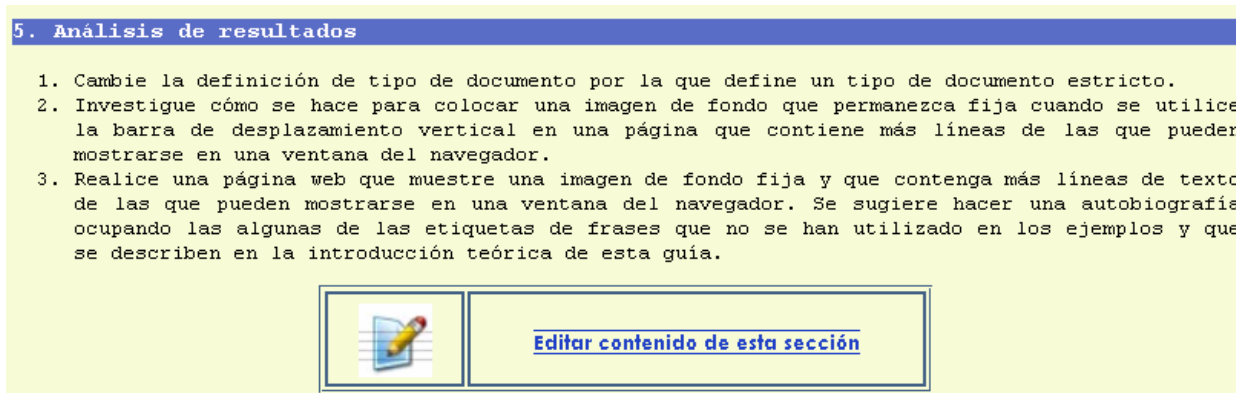 5. Análisis de resultados
1. Cambie la definición de tipo de documento por la que define un tipo de documento estricto.
2. Investigue cómo se hace para colocar una imagen de fondo que permanezca fija cuando se utilice
la barra de desplazamiento vertical en una página que contiene más líneas de las que pueden
mostrarse en una ventana del navegador.
3. Realice una página web que muestre una imagen de fondo fija y que contenga más líneas de texto
de las que pueden mostrarse en una ventana del navegador. Se sugiere hacer una autobiografía
ocupando las algunas de las etiquetas de frases que no se han utilizado en los ejemplos y que
se describen en la introducción teórica de esta guía.
Editar contenido de esta sección